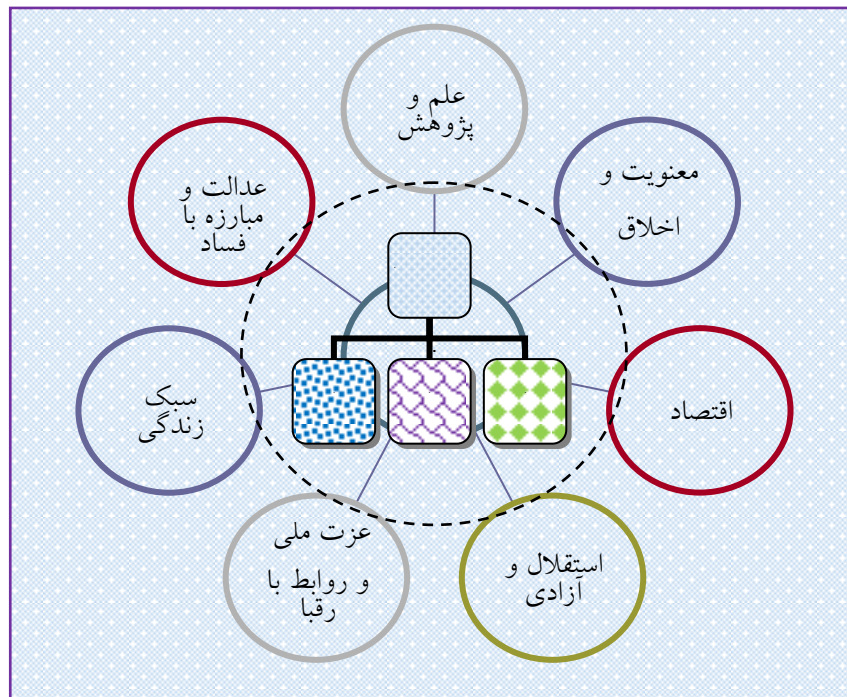 علم و
پژوهش
معنویت و
اخلاق
اقتصاد
استقلال و
آزادی
عزت ملی
و روابط با
رقبا
سبک
زندگی
عدالت و
مبارزه با
فساد